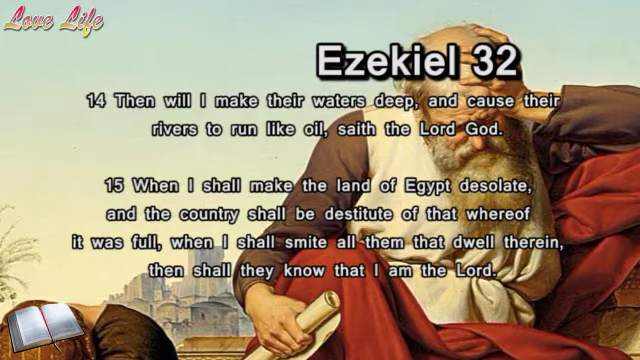 Love Life
Ezekiel 32
14 Then will I make their waters deep, and cause their
rivers to run like oil, saith the Lord God.
15 When I shall make the land of Egypt desolate,
and the country shall be destitute of that whereof
it was full, when I shall smite all them that dwell therein,
then shall they know that I am the Lord.